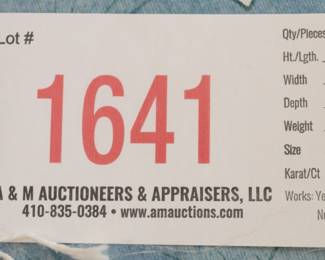 Lot #
1641
A & M AUCTIONEERS & APPRAISERS, LLC
410-835-0384 • www.amauctions.com
Qty/Pieces
Ht./Lgth.
Width
Depth
Weight
Size
Karat/Ct
Works: Ye